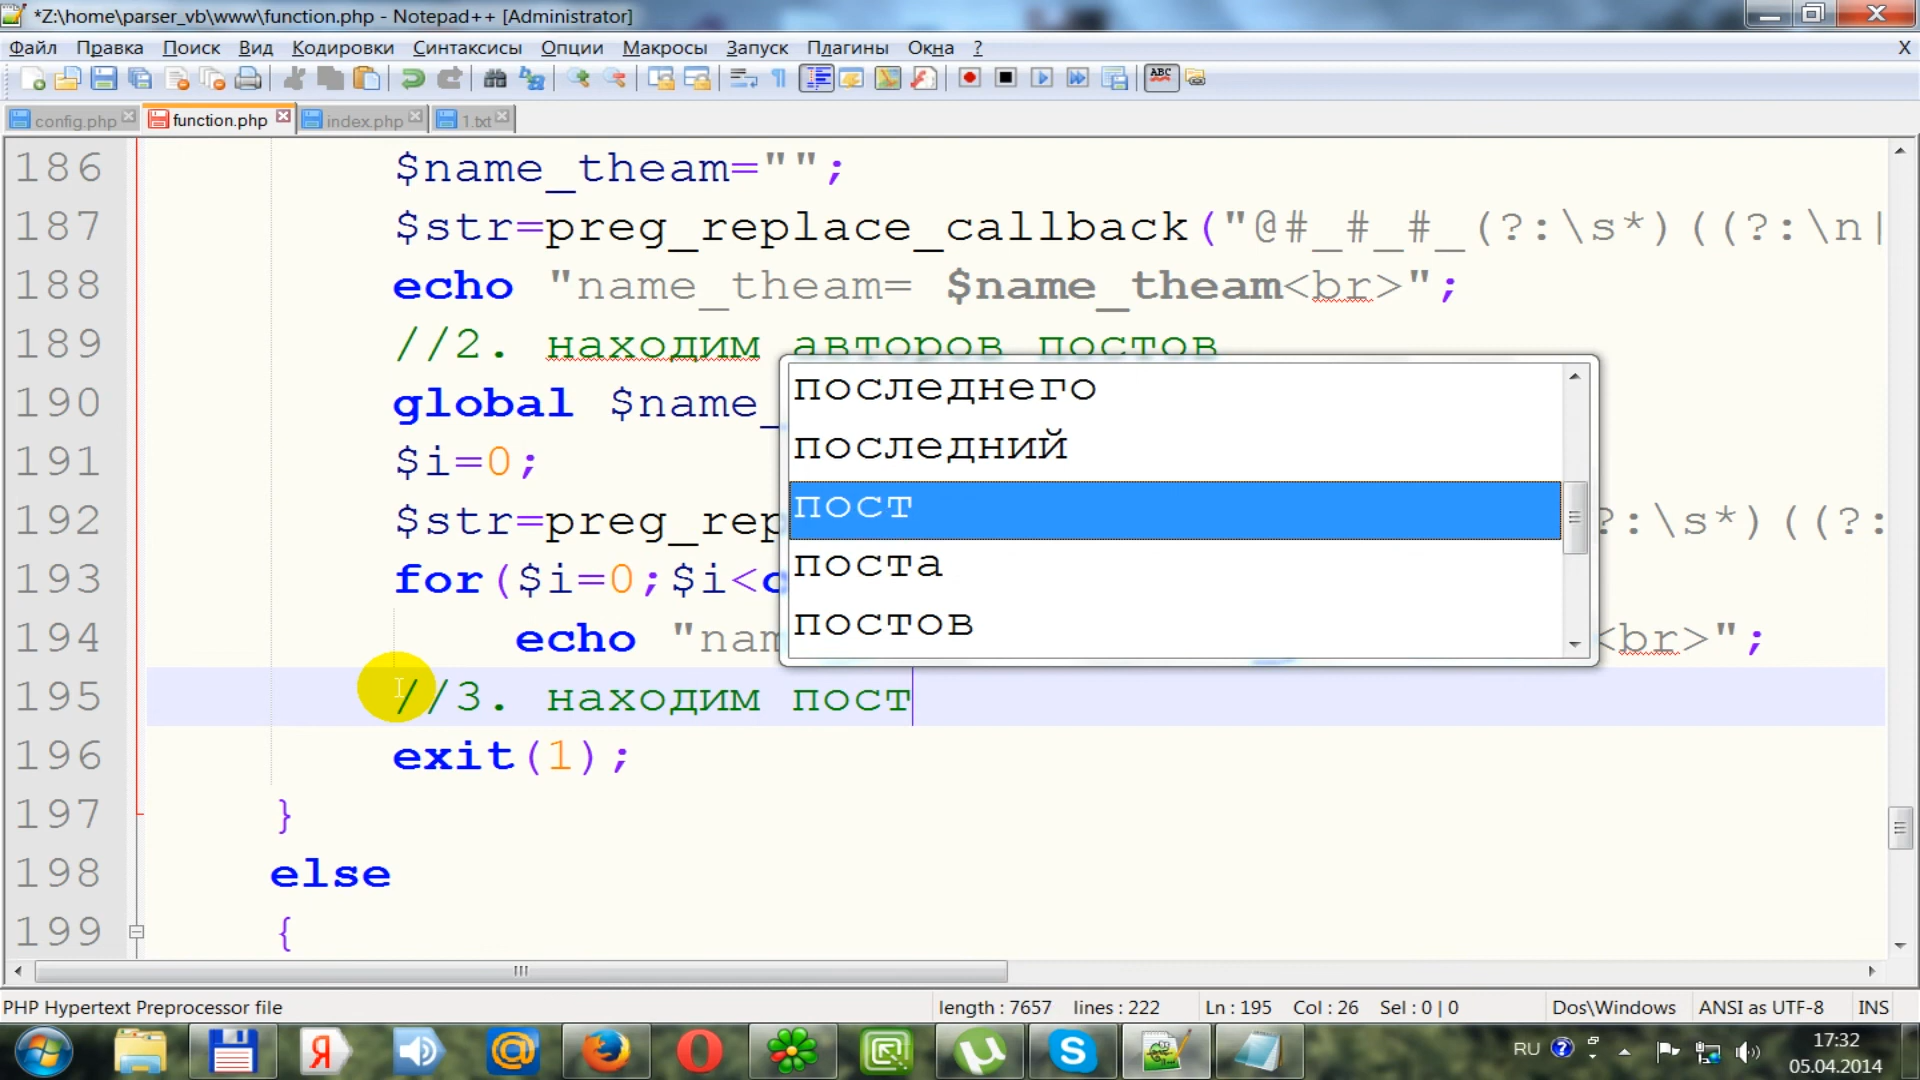 *Z:\home\parser_vb\www\function.php - Notepad++ [Administrator]
Файл Правка Поиск Вид Кодировки Синтаксисы Опции Макросы Запуск Плагины Окна ? X
ABC
config.php function.php index.php 1.txt
186 $name_theam="";
187 $str=preg_replace_callback("@#_#_#_(?:\s*)((?:\n|
188 echo "name_theam= $name_theam<br>";
189 //2. находим авторов постов
190 global $name_
191 $i=0;
192 $str=preg_rep ?:\s*)((?:
193 for($i=0;$i<c
194 echo "nam <br>";
195 //3. находим пост
196 exit(1);
197 }
198 else
199 {
последнего
последний
пост
поста
постов
PHP Hypertext Preprocessor file length : 7657 lines : 222 Ln : 195 Col : 26 Sel : 0 | 0 Dos\Windows ANSI as UTF-8 INS
RU 17:32
05.04.2014